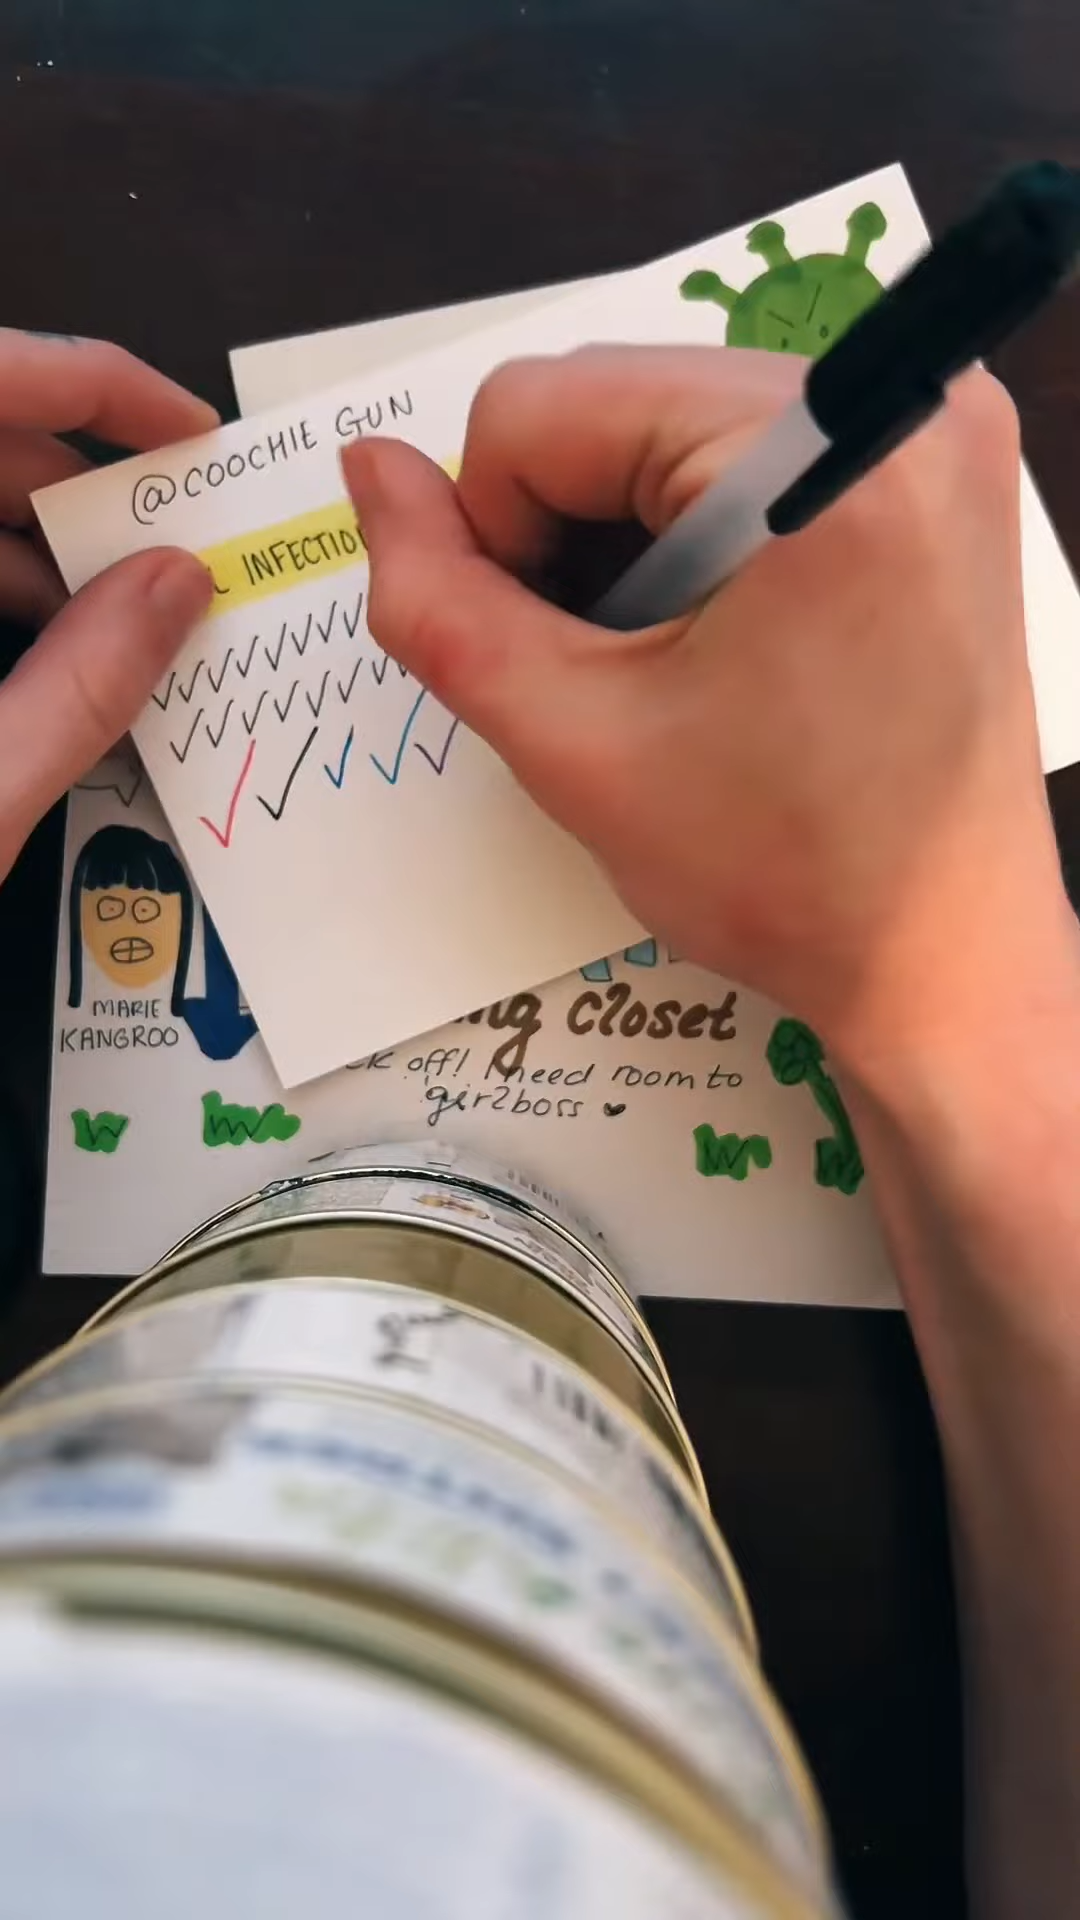 @COOCHIE GUN
INFECTIO
MARIE
KANGROO
closet
off! I need room to
girlboss